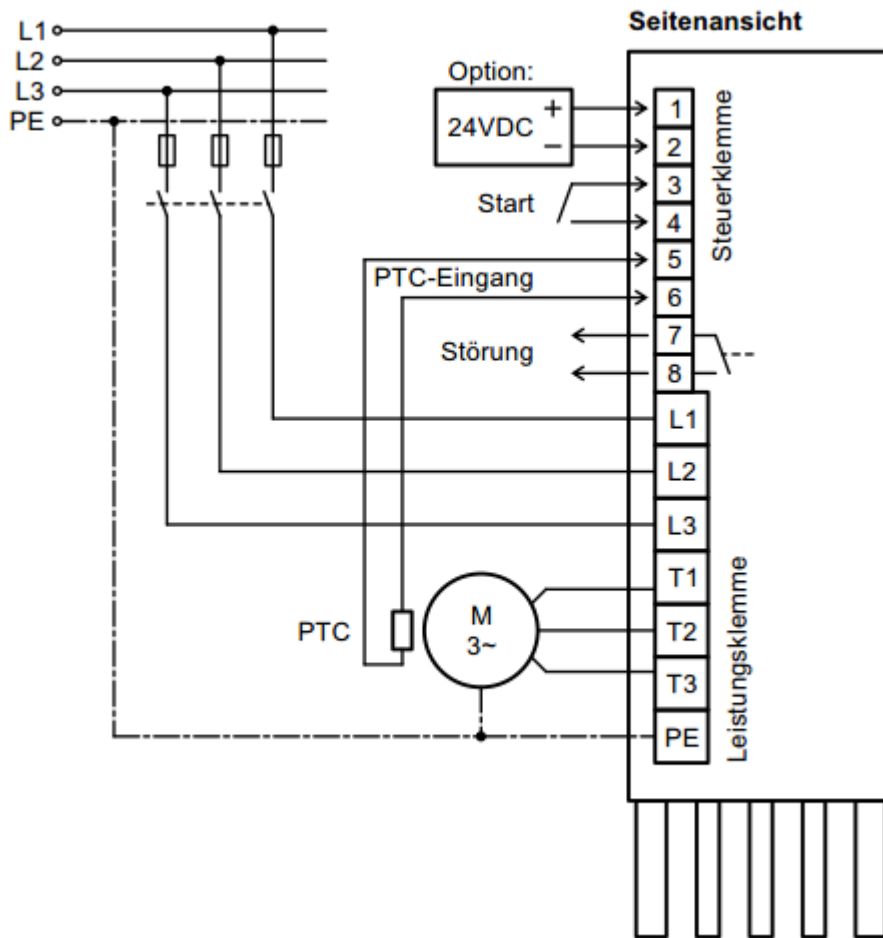 Seitenansicht
L1
L2
L3
PE
Option:
24VDC
+
−
Start
PTC-Eingang
Störung
1
2
3
4
5
6
7
8
Steuerklemme
L1
L2
L3
T1
T2
T3
PE
Leistungsklemme
PTC
M
3~